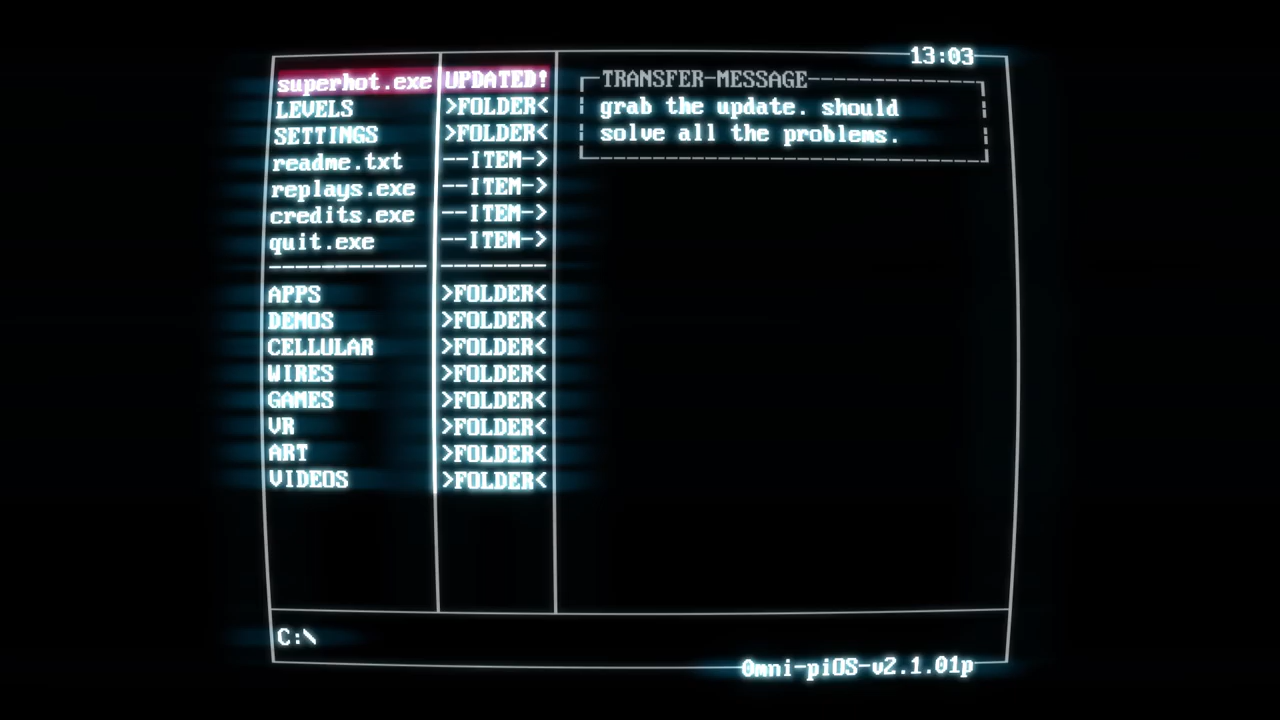 13:03
superhot.exe UPDATED!
LEVELS >FOLDER<
SETTINGS >FOLDER<
readme.txt --ITEM->
replays.exe --ITEM->
credits.exe --ITEM->
quit.exe --ITEM->
APPS >FOLDER<
DEMOS >FOLDER<
CELLULAR >FOLDER<
WIRES >FOLDER<
GAMES >FOLDER<
VR >FOLDER<
ART >FOLDER<
VIDEOS >FOLDER<
TRANSFER-MESSAGE
grab the update. should
solve all the problems.
C:\
Omni-piOS-v2.1.01p